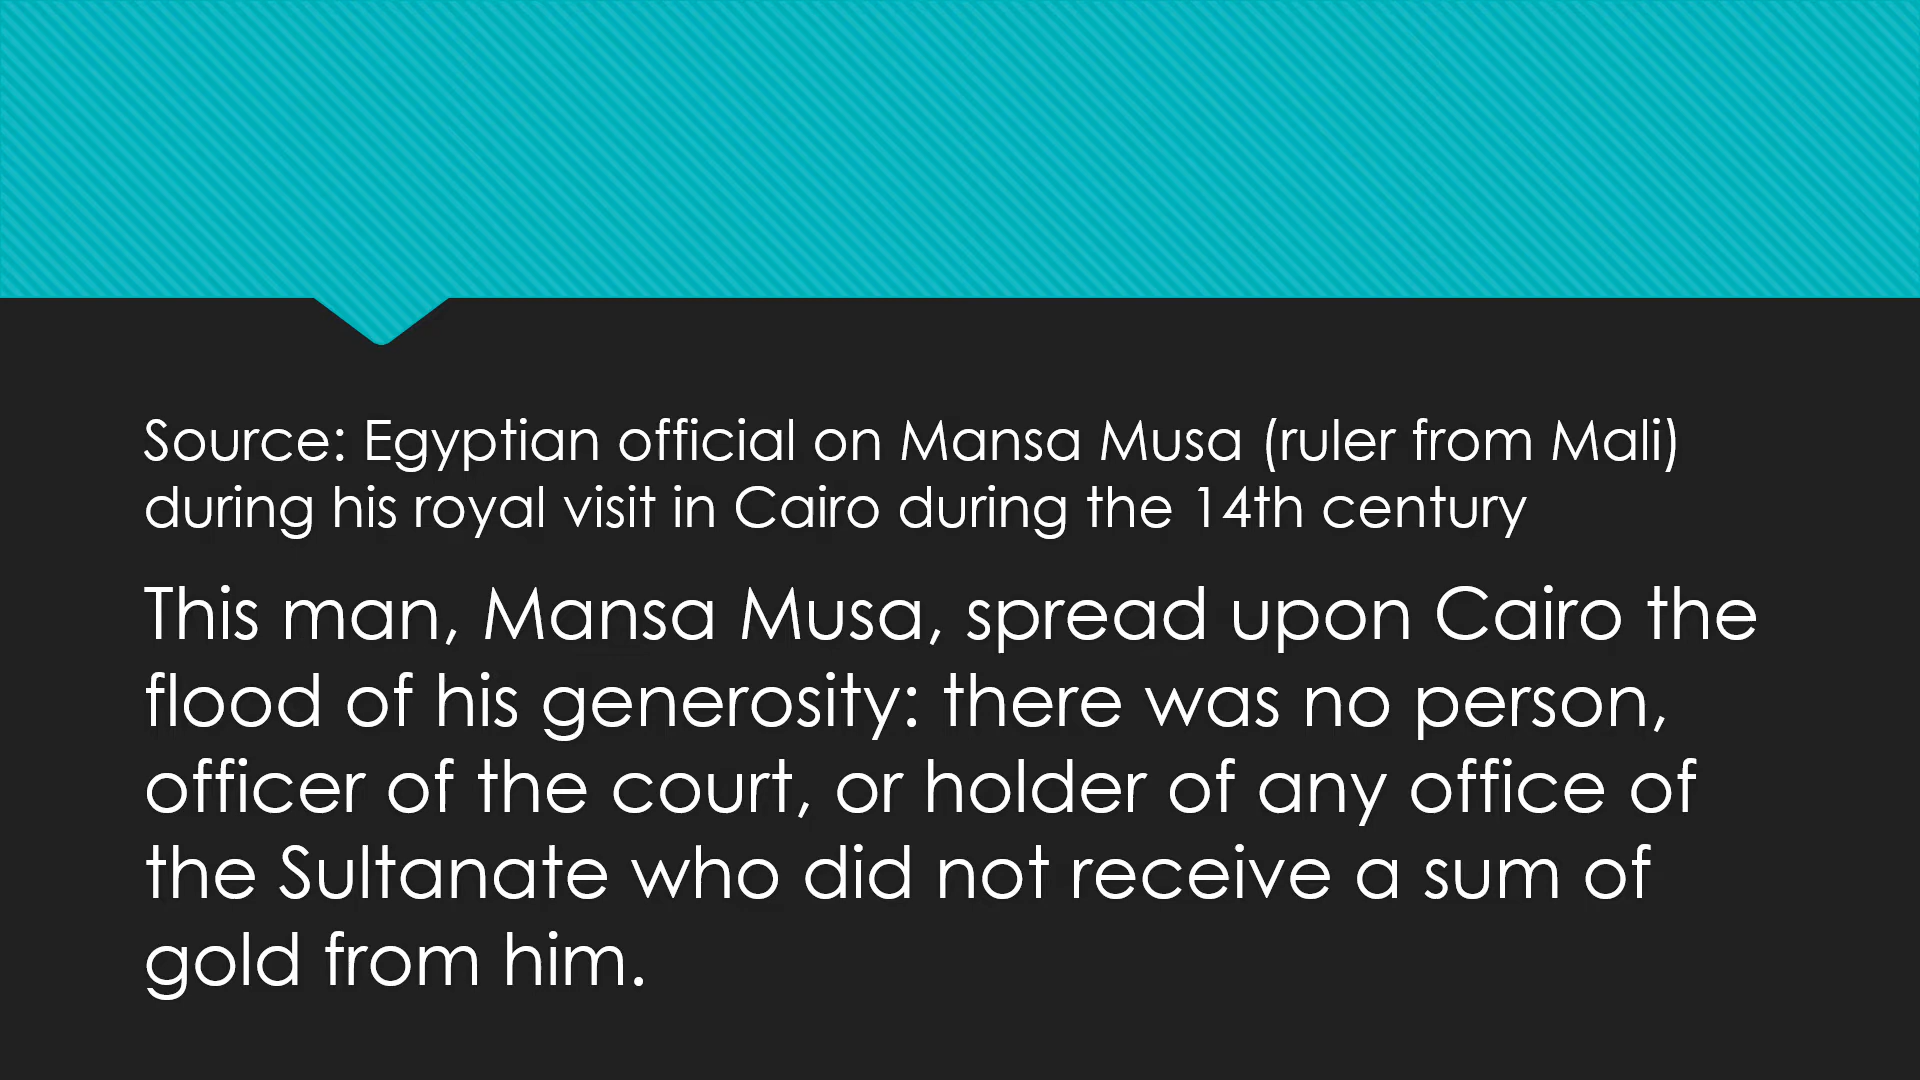 Source: Egyptian official on Mansa Musa (ruler from Mali)
during his royal visit in Cairo during the 14th century
This man, Mansa Musa, spread upon Cairo the
flood of his generosity: there was no person,
officer of the court, or holder of any office of
the Sultanate who did not receive a sum of
gold from him.